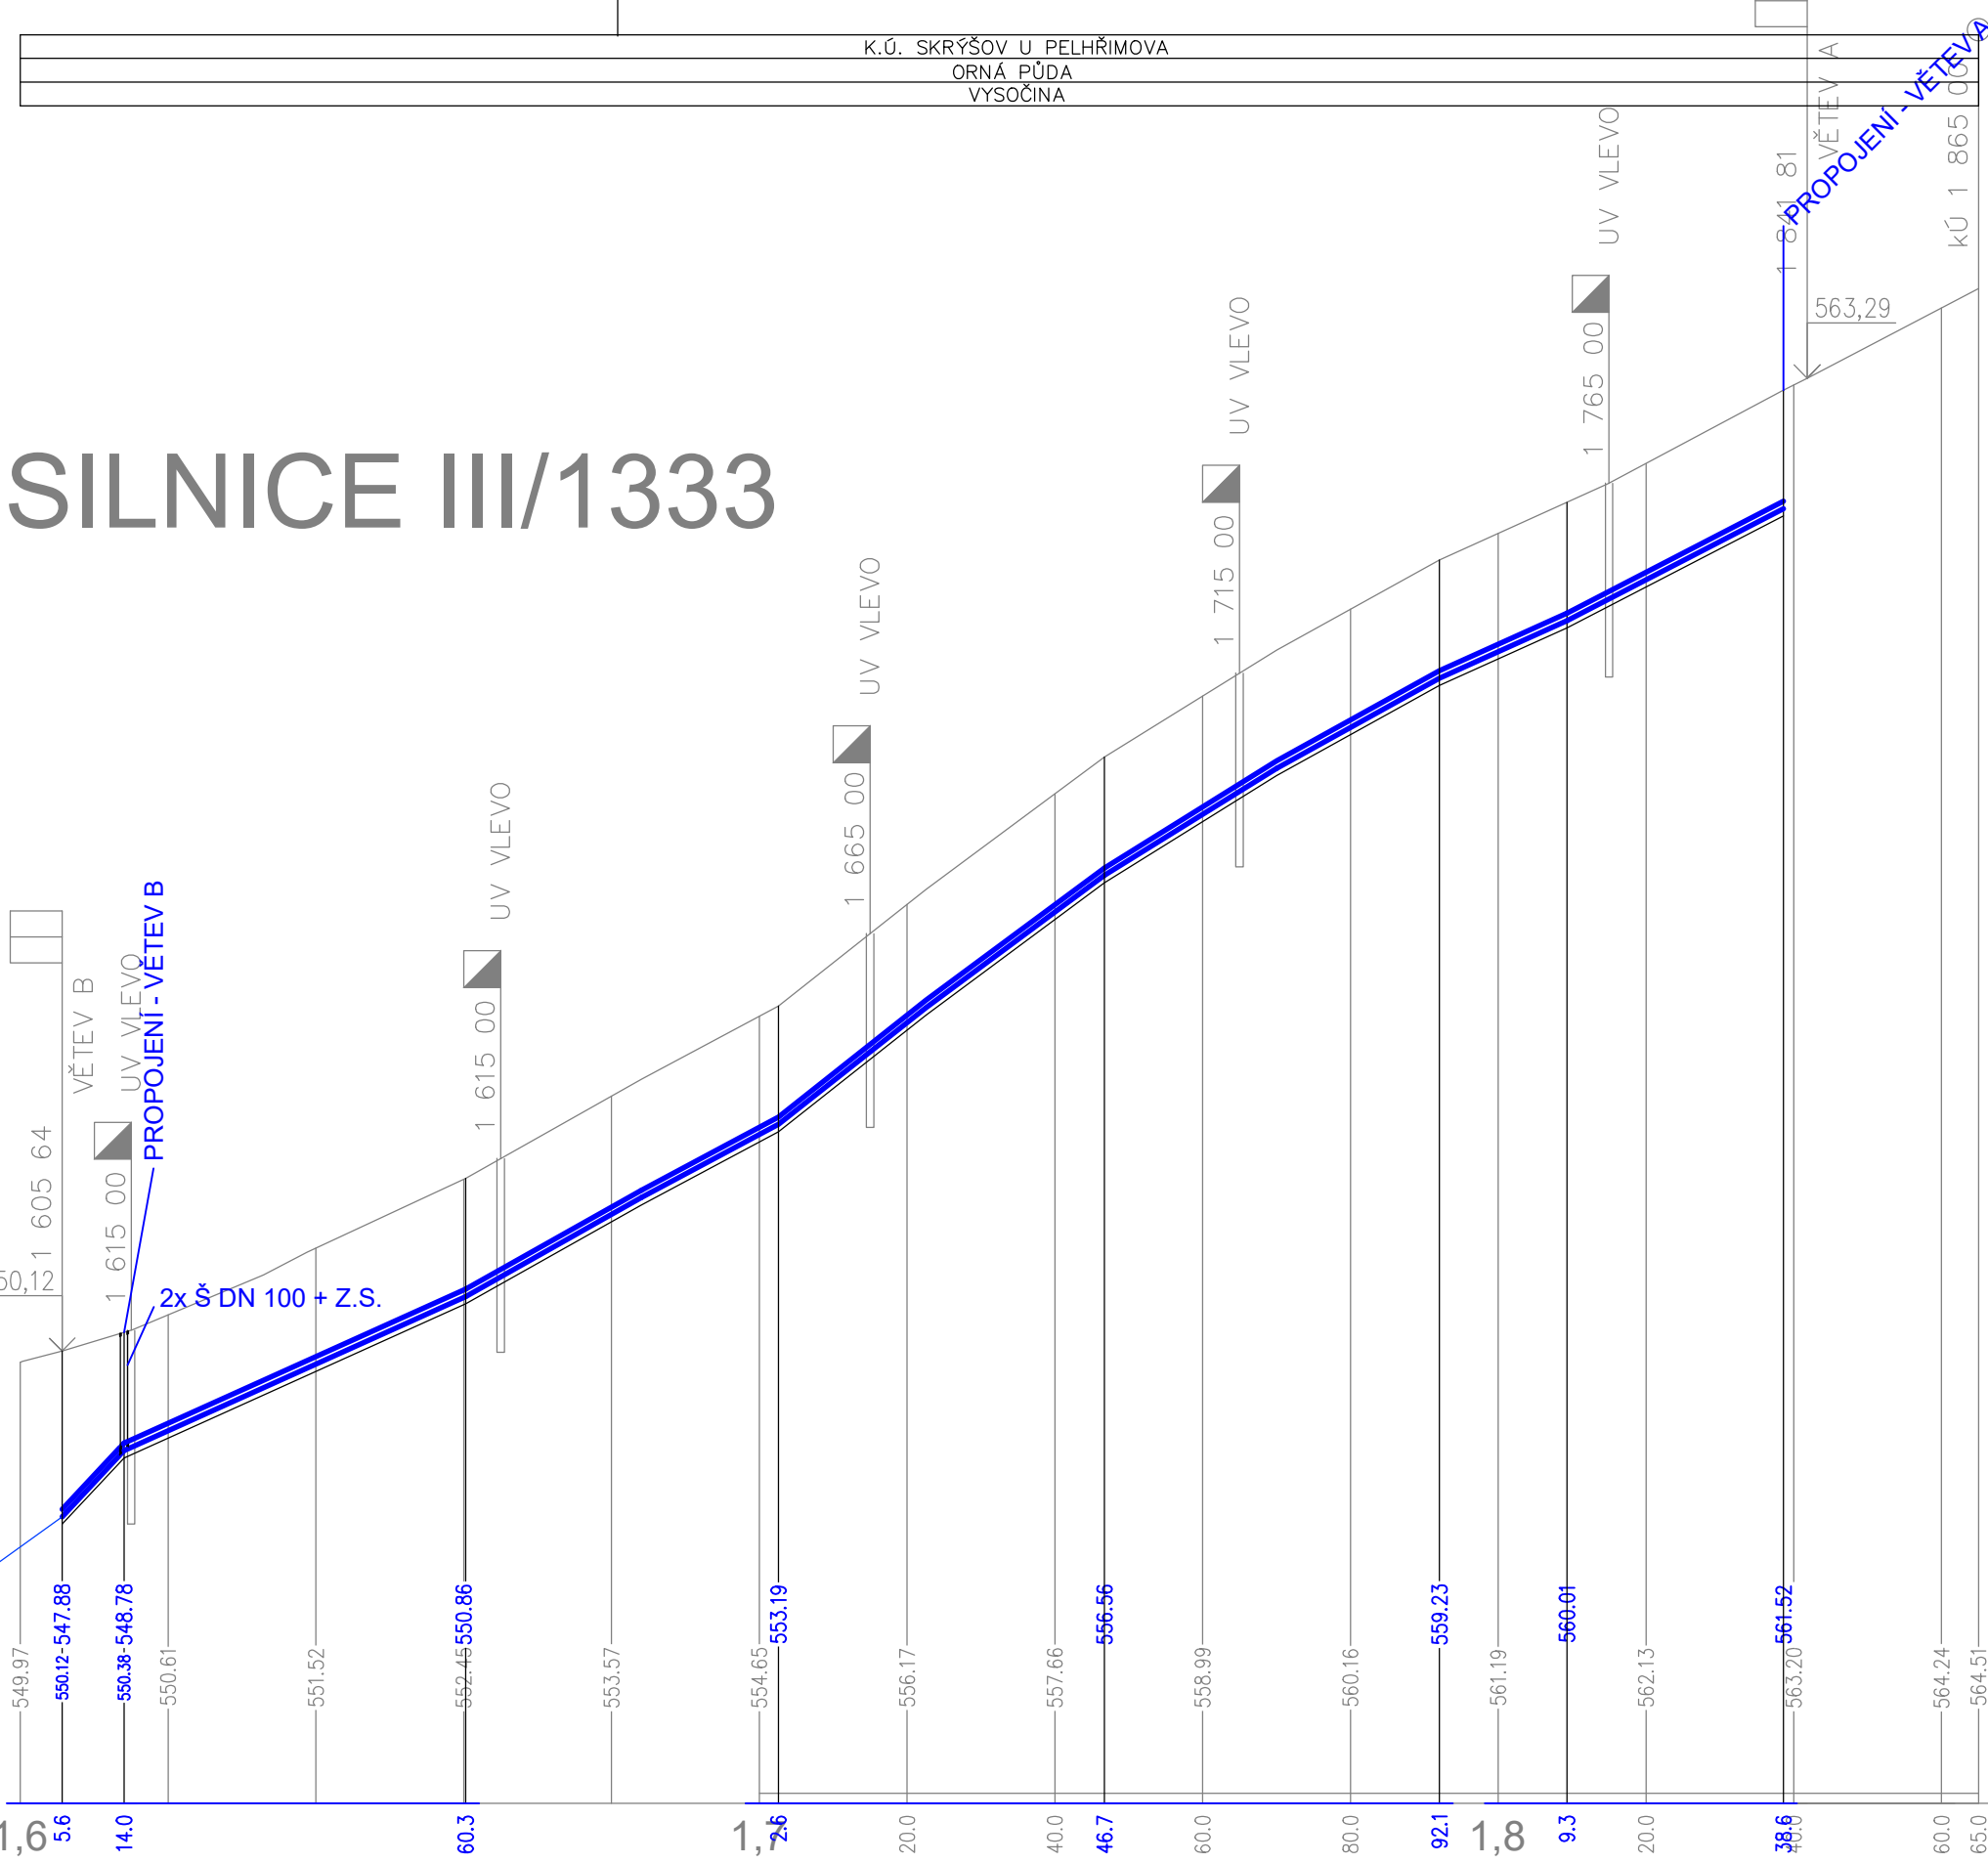 K.Ú. SKRÝŠOV U PELHŘIMOVA
ORNÁ PŮDA
VYSOČINA
PROPOJENÍ - VĚTEV A
VĚTEV A
1 841 81
KÚ 1 865 00
563,29
UV VLEVO
1 765 00
UV VLEVO
1 715 00
SILNICE III/1333
UV VLEVO
1 665 00
UV VLEVO
1 615 00
PROPOJENÍ - VĚTEV B
UV VLEVO
1 615 00
VĚTEV B
1 605 64
50,12
2x Š DN 100 + Z.S.
549.97
550.12 547.88
550.38 548.78
550.61
551.52
552.45 550.86
553.57
554.65
553.19
556.17
557.66
556.56
558.99
560.16
559.23
561.19
560.01
562.13
561.52
563.20
564.24
564.51
1,6
5.6
14.0
60.3
1,7
2.6
20.0
40.0
46.7
60.0
80.0
92.1
1,8
9.3
20.0
38.6
40.0
60.0
65.0